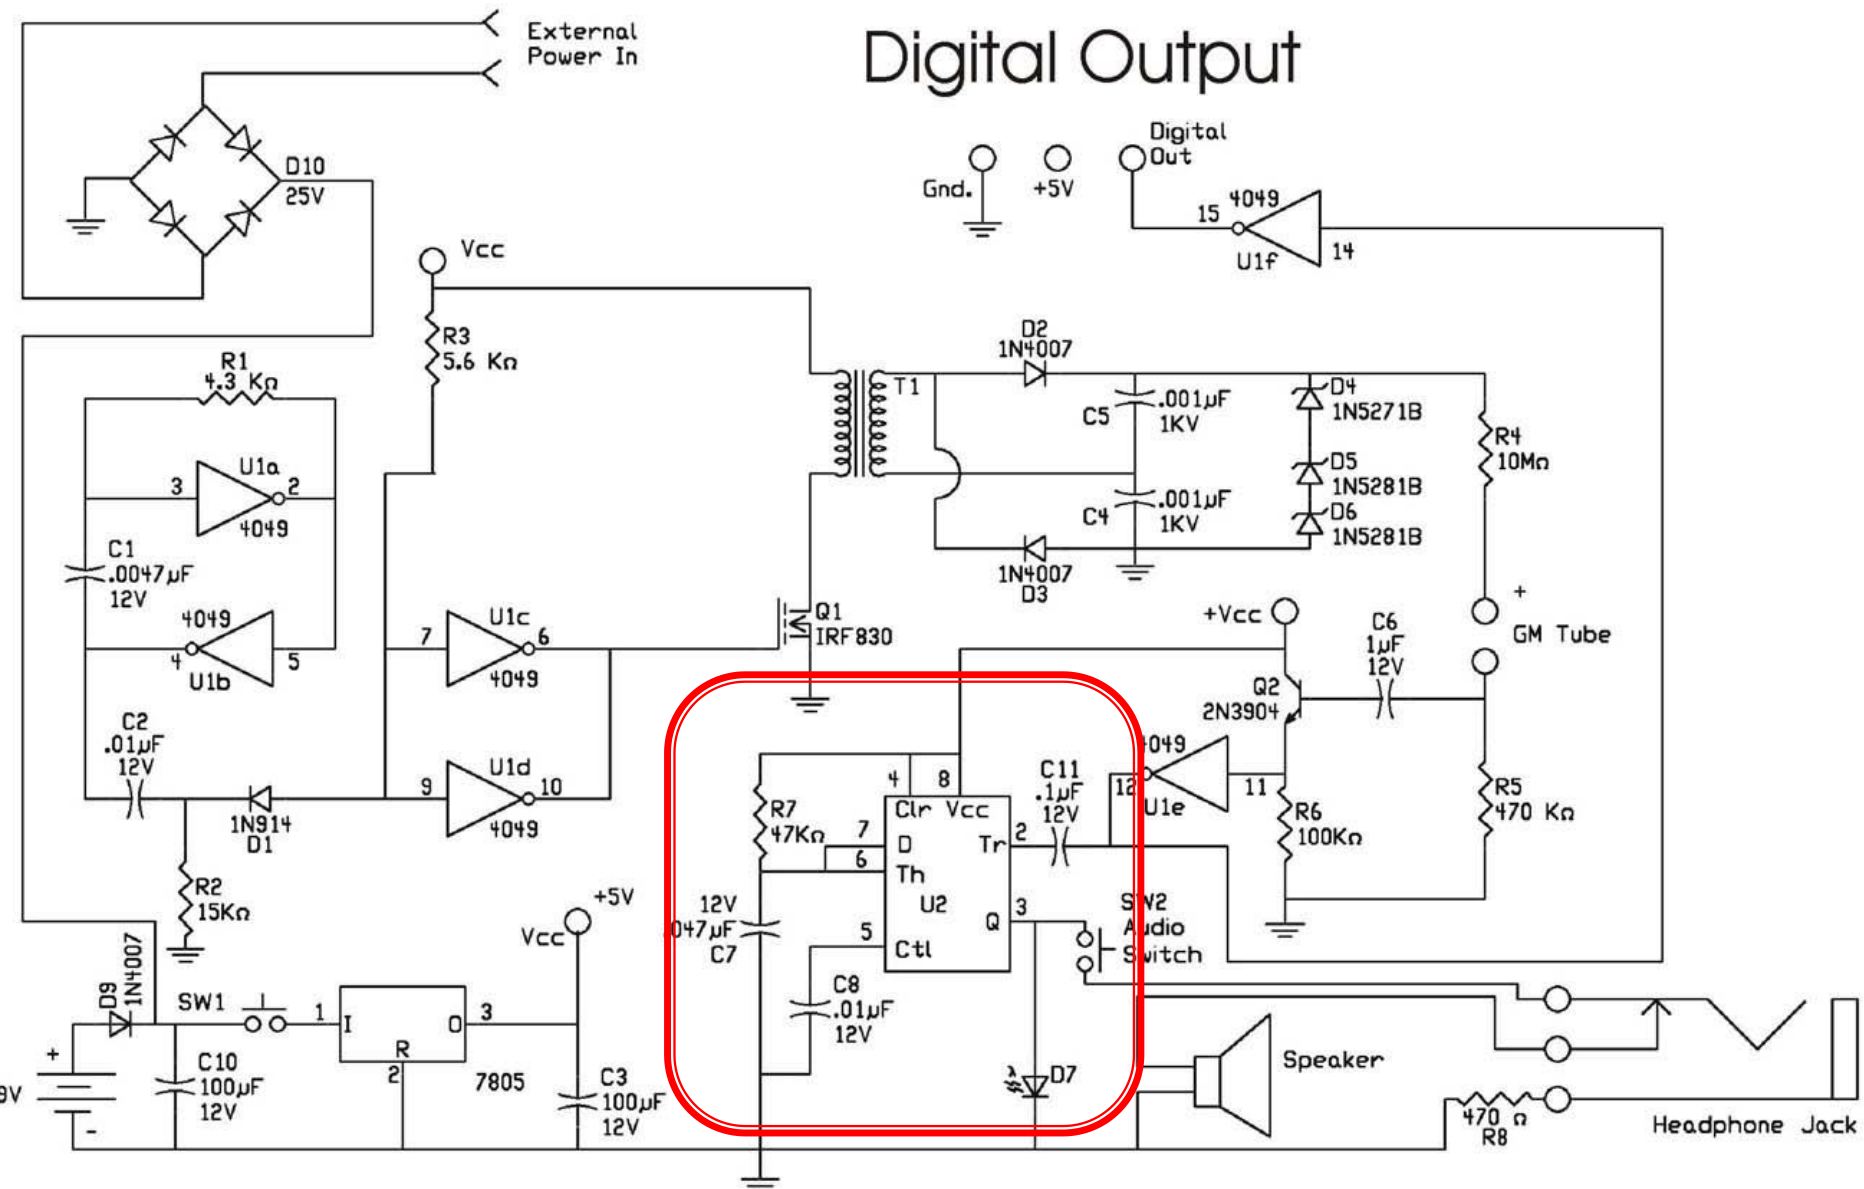 External
Power In
Digital Output
D10
25V
Digital
Out
Gnd.
+5V
4049
15
14
U1f
Vcc
R3
5.6 KΩ
R1
4.3 KΩ
U1a
3
2
4049
C1
.0047µF
12V
4049
4
5
U1b
D2
1N4007
T1
C5
.001µF
1KV
C4
.001µF
1KV
1N4007
D3
D4
1N5271B
D5
1N5281B
D6
1N5281B
R4
10MΩ
+
GM Tube
U1c
7
6
4049
Q1
IRF830
+Vcc
C6
1µF
12V
Q2
2N3904
C2
.01µF
12V
1N914
D1
U1d
9
10
4049
R2
15KΩ
4049
12
11
U1e
R6
100KΩ
R5
470 KΩ
R7
47KΩ
4
8
Clr Vcc
7
D
6
Th
U2
Tr
2
Q
3
5
Ctl
C11
.1µF
12V
12V
047µF
C7
C8
.01µF
12V
SW2
Audio
Switch
D7
D9
1N4007
SW1
1
I
O
3
R
2
7805
+5V
Vcc
+
9V
-
C10
100µF
12V
C3
100µF
12V
Speaker
470 Ω
R8
Headphone Jack